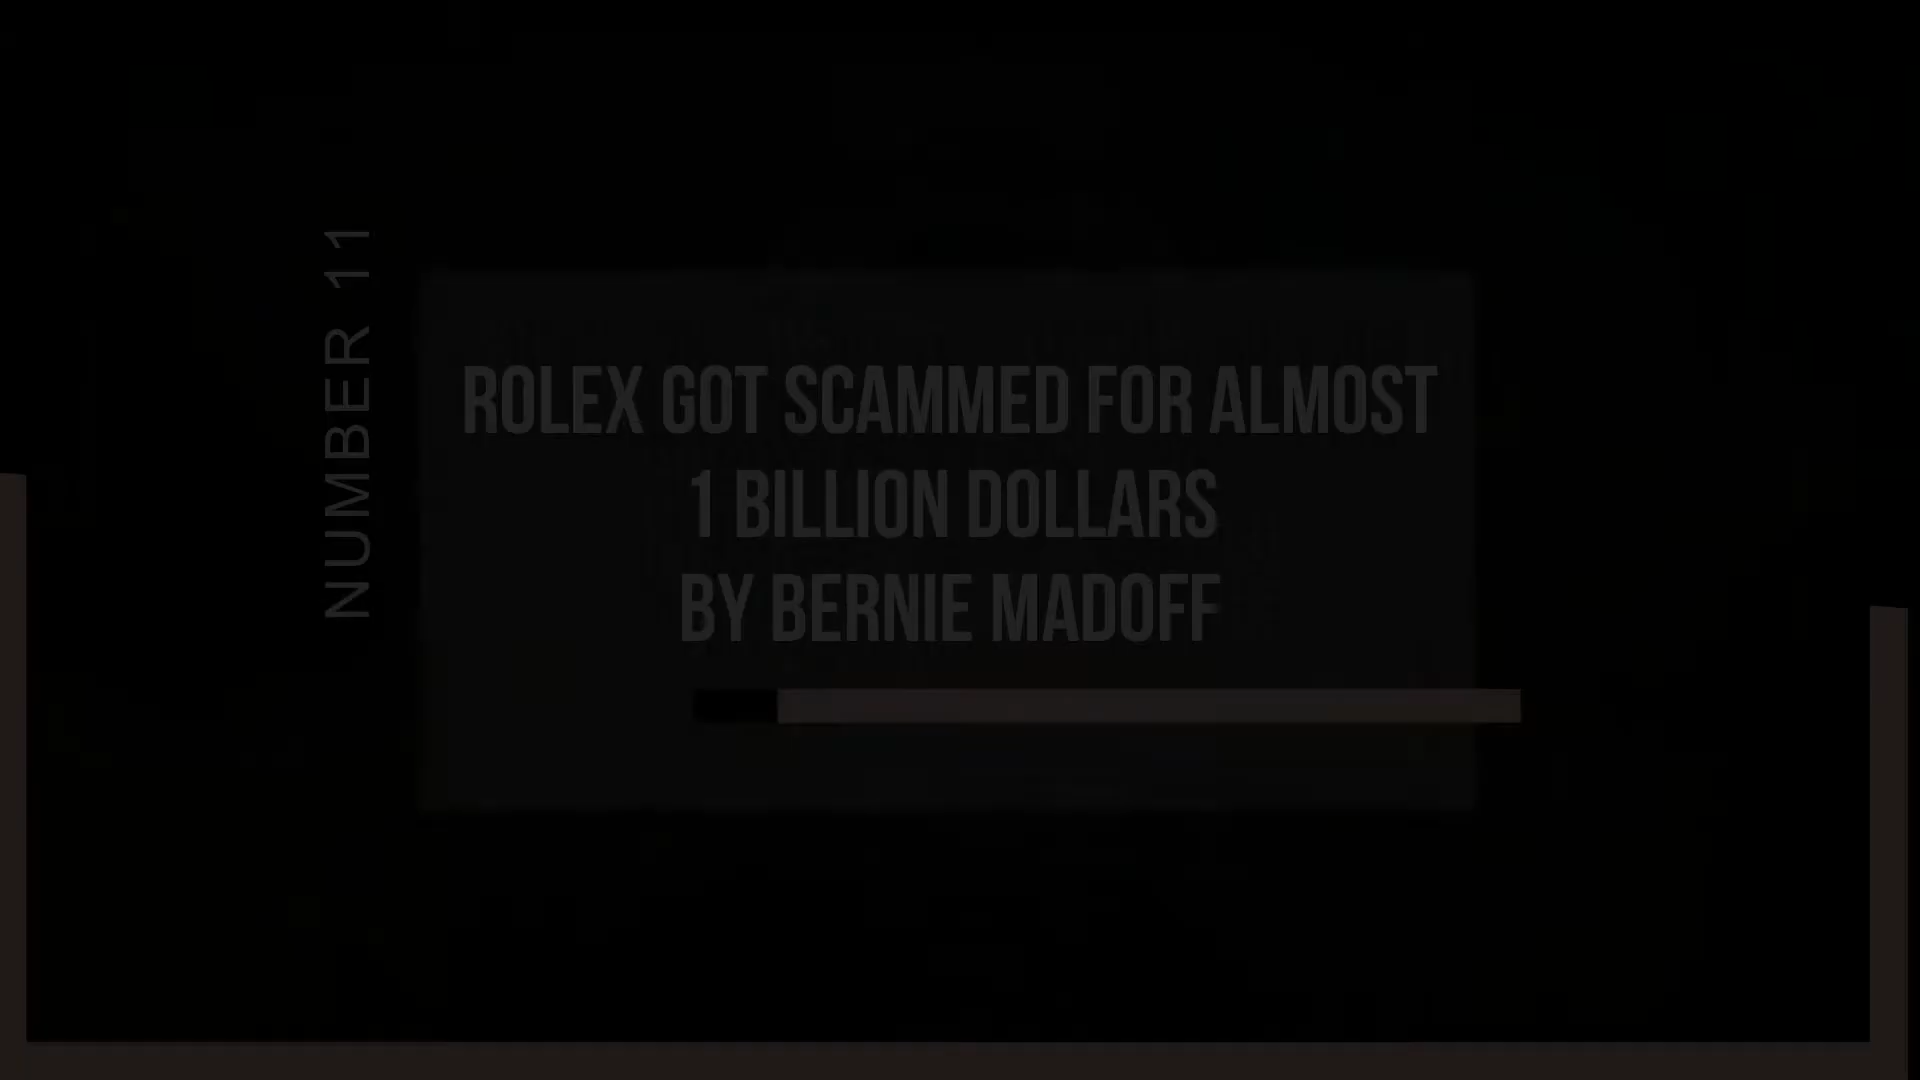 NUMBER 11
ROLEX GOT SCAMMED FOR ALMOST
1 BILLION DOLLARS
BY BERNIE MADOFF